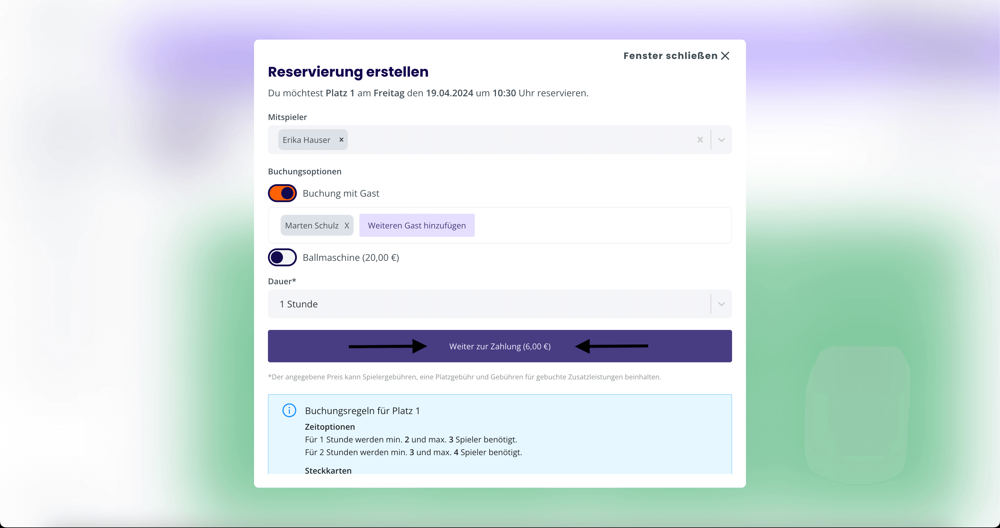 Fenster schließen
Reservierung erstellen
Du möchtest Platz 1 am Freitag den 19.04.2024 um 10:30 Uhr reservieren.
Mitspieler
Erika Hauser
Buchungsoptionen
Buchung mit Gast
Marten Schulz X Weiteren Gast hinzufügen
Ballmaschine (20,00 €)
Dauer*
1 Stunde
Weiter zur Zahlung (6,00 €)
*Der angegebene Preis kann Spielergebühren, eine Platzgebühr und Gebühren für gebuchte Zusatzleistungen beinhalten.
Buchungsregeln für Platz 1
Zeitoptionen
Für 1 Stunde werden min. 2 und max. 3 Spieler benötigt.
Für 2 Stunden werden min. 3 und max. 4 Spieler benötigt.
Steckkarten